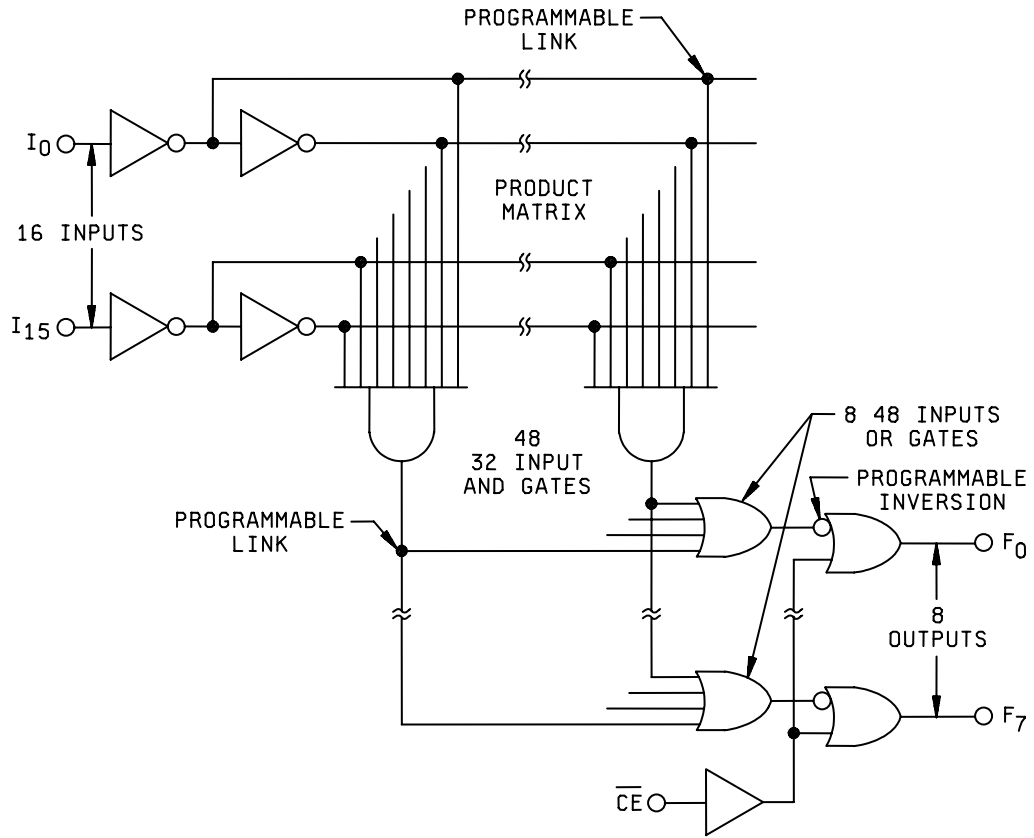 PROGRAMMABLE
LINK
I0
PRODUCT
MATRIX
16 INPUTS
I15
48
32 INPUT
AND GATES
8 48 INPUTS
OR GATES
PROGRAMMABLE
INVERSION
PROGRAMMABLE
LINK
F0
8
OUTPUTS
F7
CE